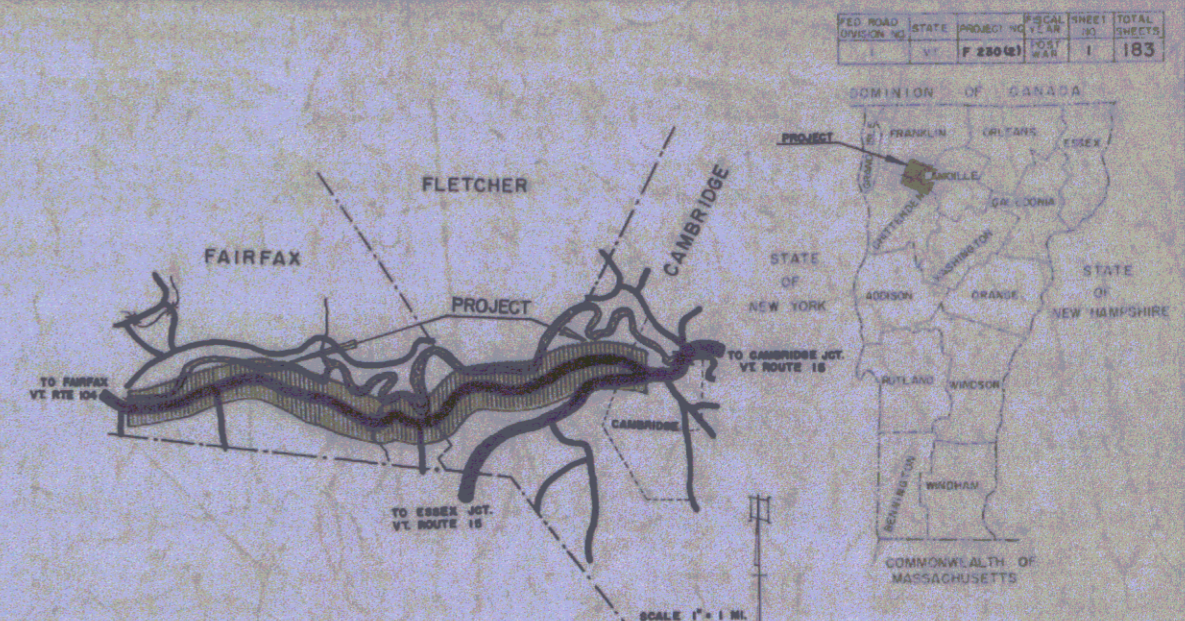 FED ROAD DIVISION NO
STATE
PROJECT NO
FISCAL YEAR
SHEET NO
TOTAL SHEETS
1
VT
F 280(2)
POST WAR
1
183
DOMINION OF CANADA
PROJECT
FRANKLIN
ORLEANS
ESSEX
LAMOILLE
CALEDONIA
CHITTENDEN
WASHINGTON
ADDISON
ORANGE
RUTLAND
WINDSOR
BENNINGTON
WINDHAM
STATE
OF
NEW YORK
STATE
OF
NEW HAMPSHIRE
COMMONWEALTH OF
MASSACHUSETTS
FLETCHER
FAIRFAX
CAMBRIDGE
PROJECT
TO FAIRFAX
VT. RTE 104
TO CAMBRIDGE JCT.
VT. ROUTE 15
CAMBRIDGE
TO ESSEX JCT.
VT. ROUTE 15
SCALE 1" = 1 MI.